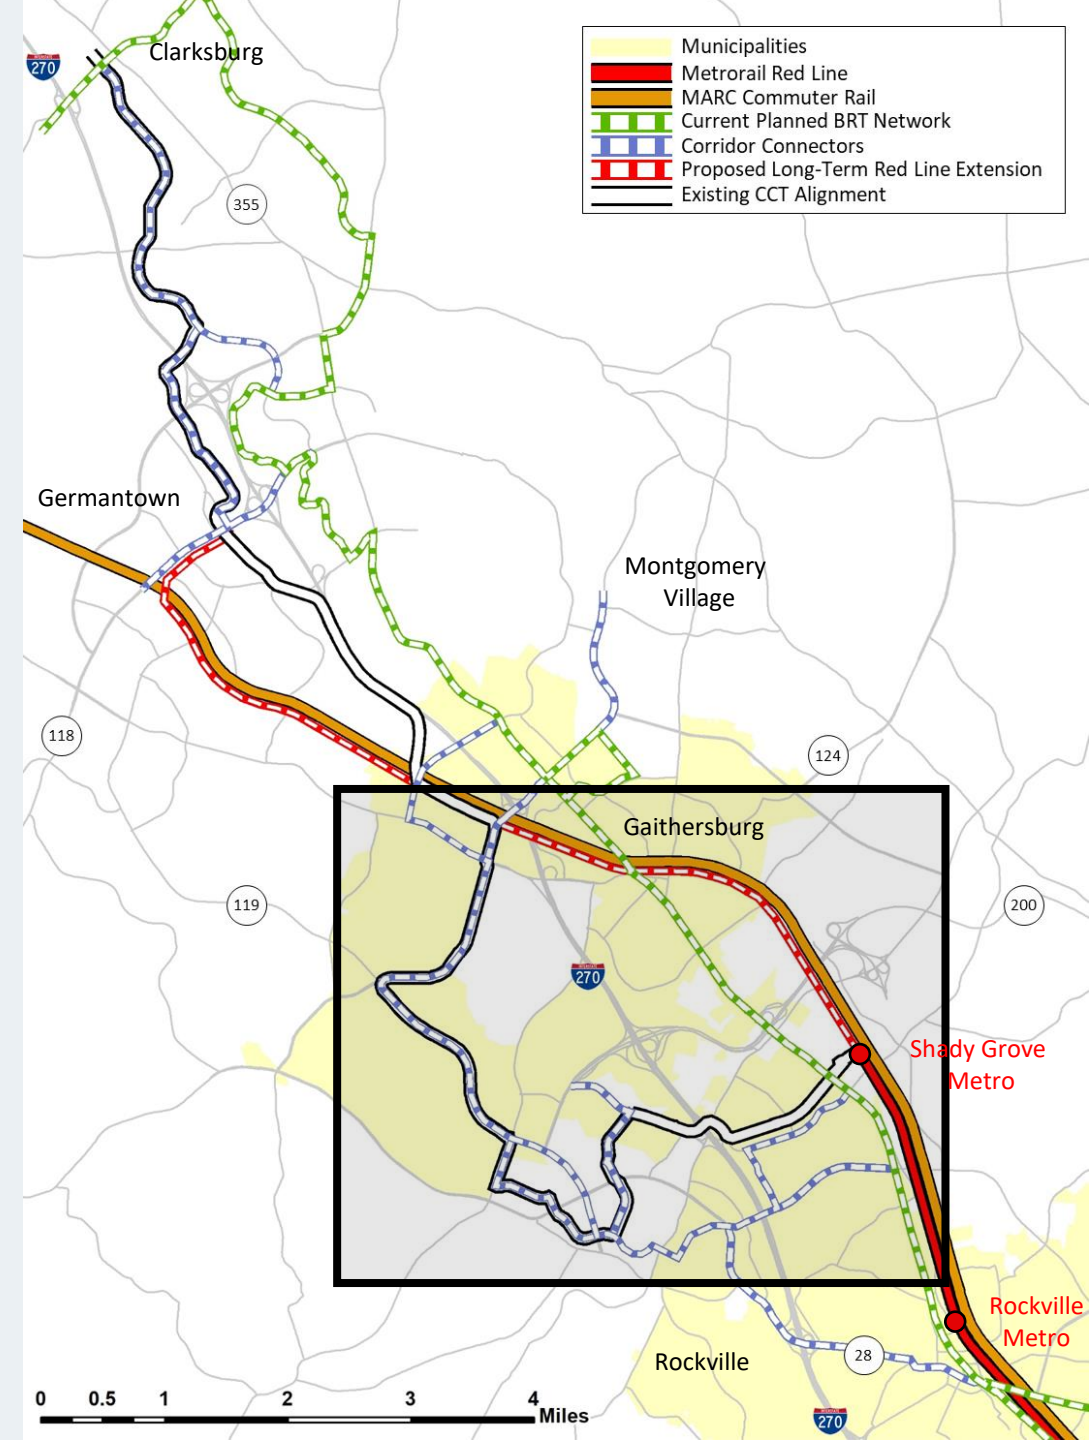 Clarksburg
270
Municipalities
Metrorail Red Line
MARC Commuter Rail
Current Planned BRT Network
Corridor Connectors
Proposed Long-Term Red Line Extension
Existing CCT Alignment
355
Germantown
Montgomery
Village
118
124
Gaithersburg
119
200
270
Shady Grove
Metro
Rockville
Metro
28
Rockville
0 0.5 1 2 3 4
Miles
270